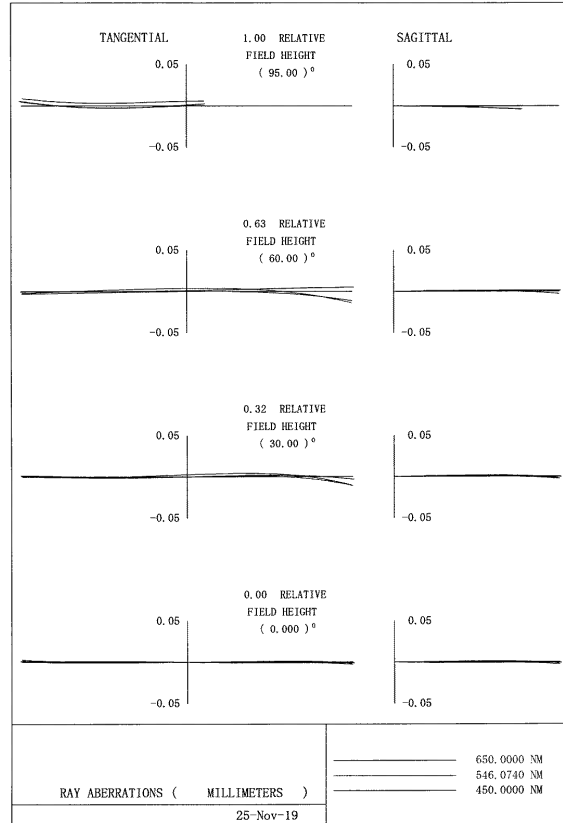 TANGENTIAL 1.00 RELATIVE SAGITTAL
FIELD HEIGHT
0.05 0.05
( 95.00 )º
-0.05 -0.05
0.63 RELATIVE
FIELD HEIGHT
0.05 0.05
( 60.00 )º
-0.05 -0.05
0.32 RELATIVE
0.05 0.05
FIELD HEIGHT
( 30.00 )º
-0.05 -0.05
0.00 RELATIVE
FIELD HEIGHT
0.05 0.05
( 0.000 )º
-0.05 -0.05
650.0000 NM
546.0740 NM
RAY ABERRATIONS ( MILLIMETERS ) 450.0000 NM
25-Nov-19